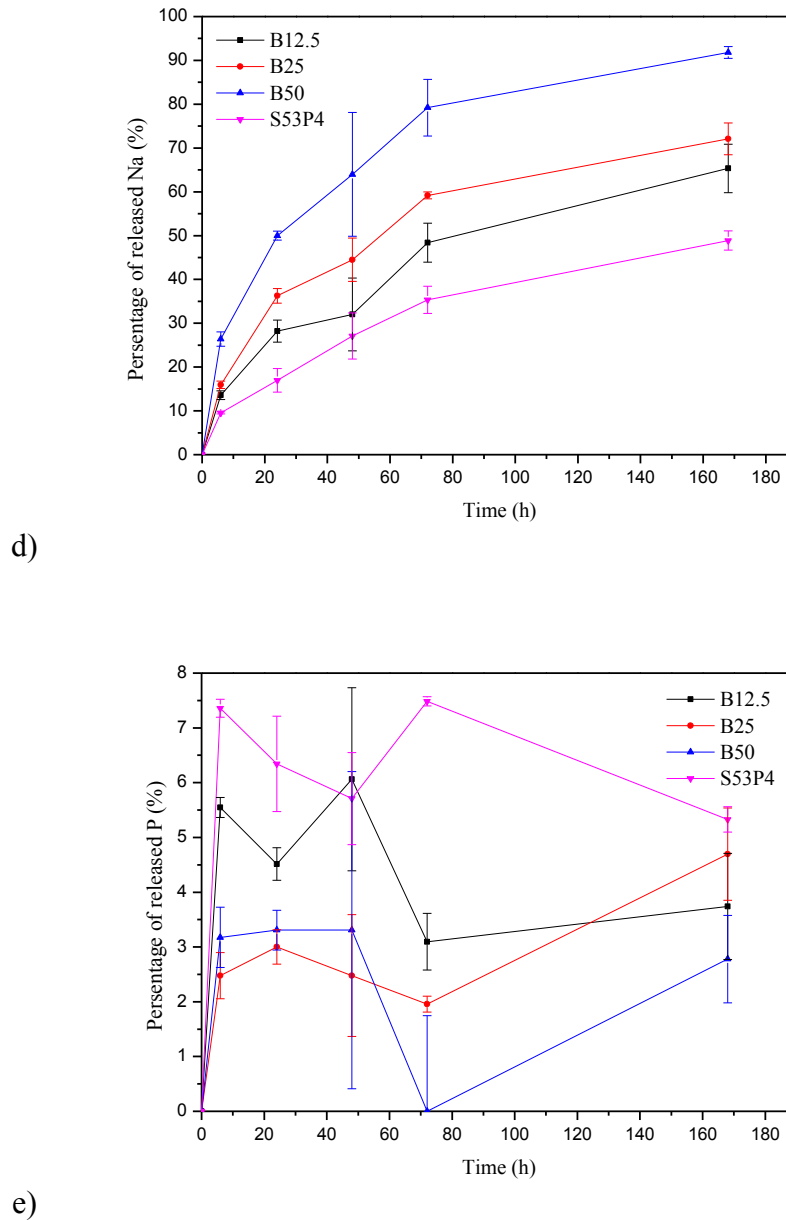 100
90
80
70
60
50
40
30
20
10
0
Persentage of released Na (%)
B12.5
B25
B50
S53P4
0 20 40 60 80 100 120 140 160 180
Time (h)
d)
8
7
6
5
4
3
2
1
0
Persentage of released P (%)
B12.5
B25
B50
S53P4
0 20 40 60 80 100 120 140 160 180
Time (h)
e)